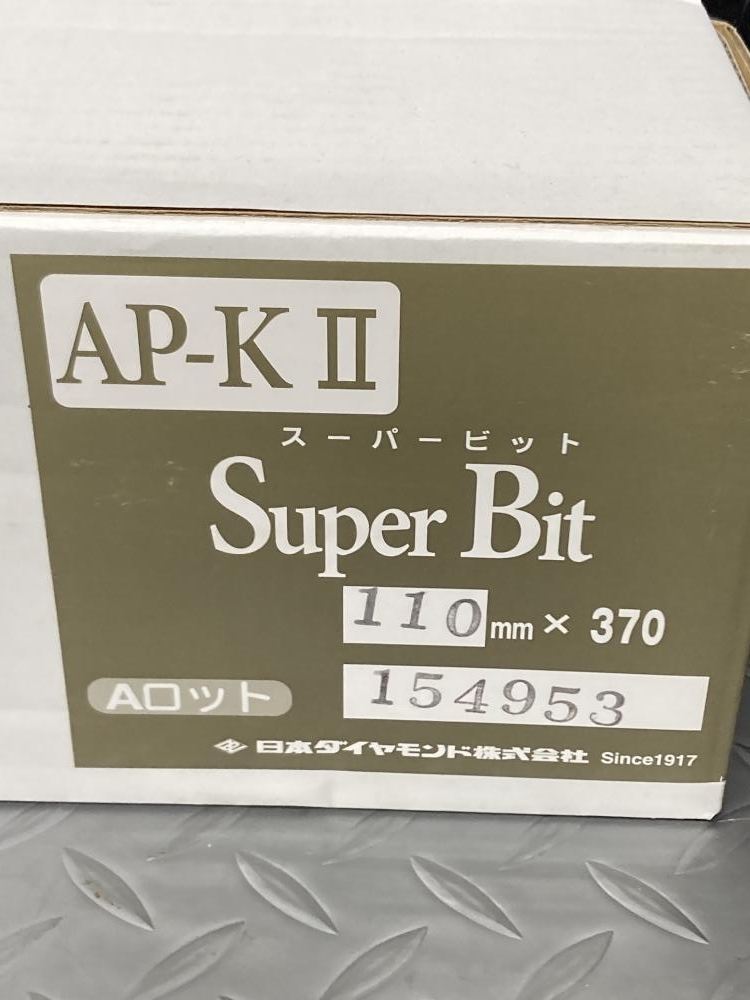 AP-K II
スーパービット
Super Bit
110mm × 370
Aロット 154953
日本ダイヤモンド株式会社 Since1917